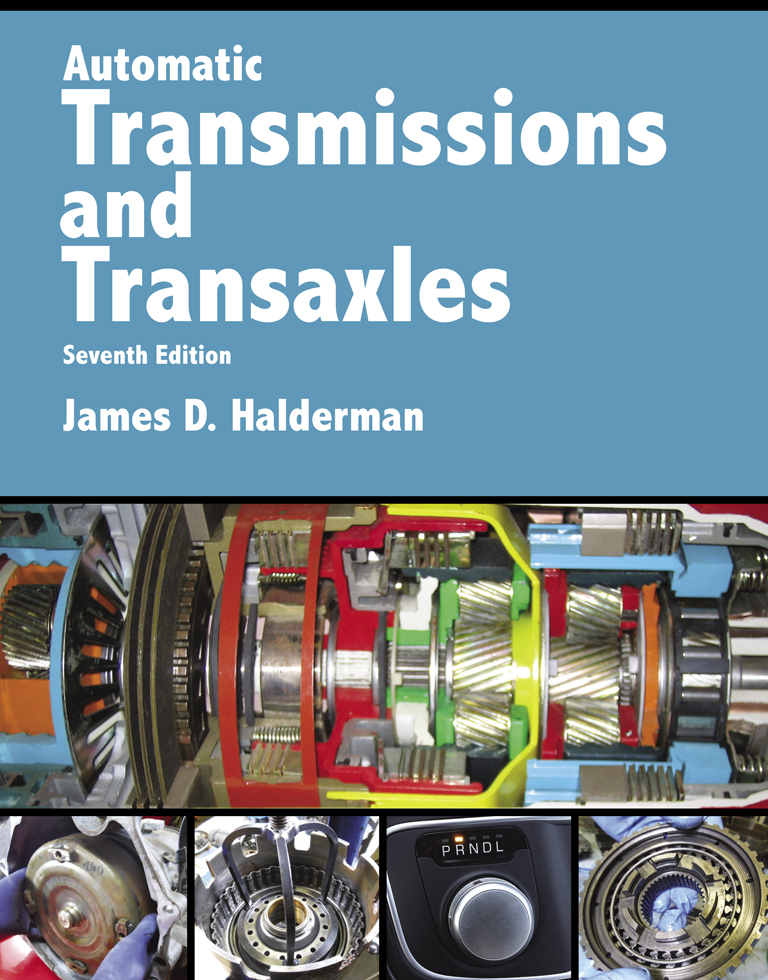 Automatic
Transmissions
and
Transaxles
Seventh Edition
James D. Halderman
P R N D L